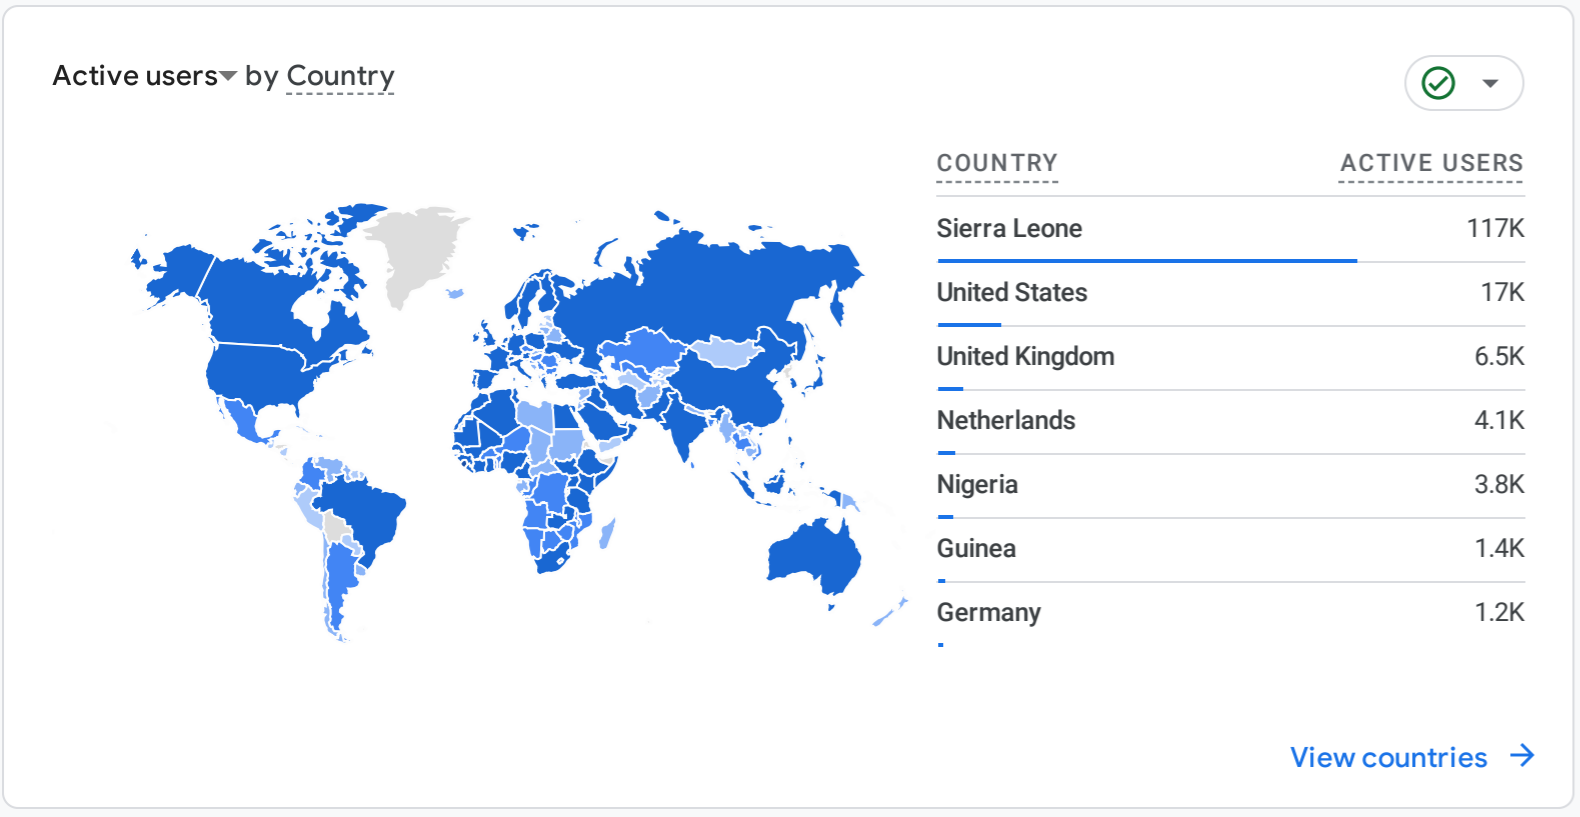 Active users by Country
COUNTRY ACTIVE USERS
Sierra Leone 117K
United States 17K
United Kingdom 6.5K
Netherlands 4.1K
Nigeria 3.8K
Guinea 1.4K
Germany 1.2K
View countries